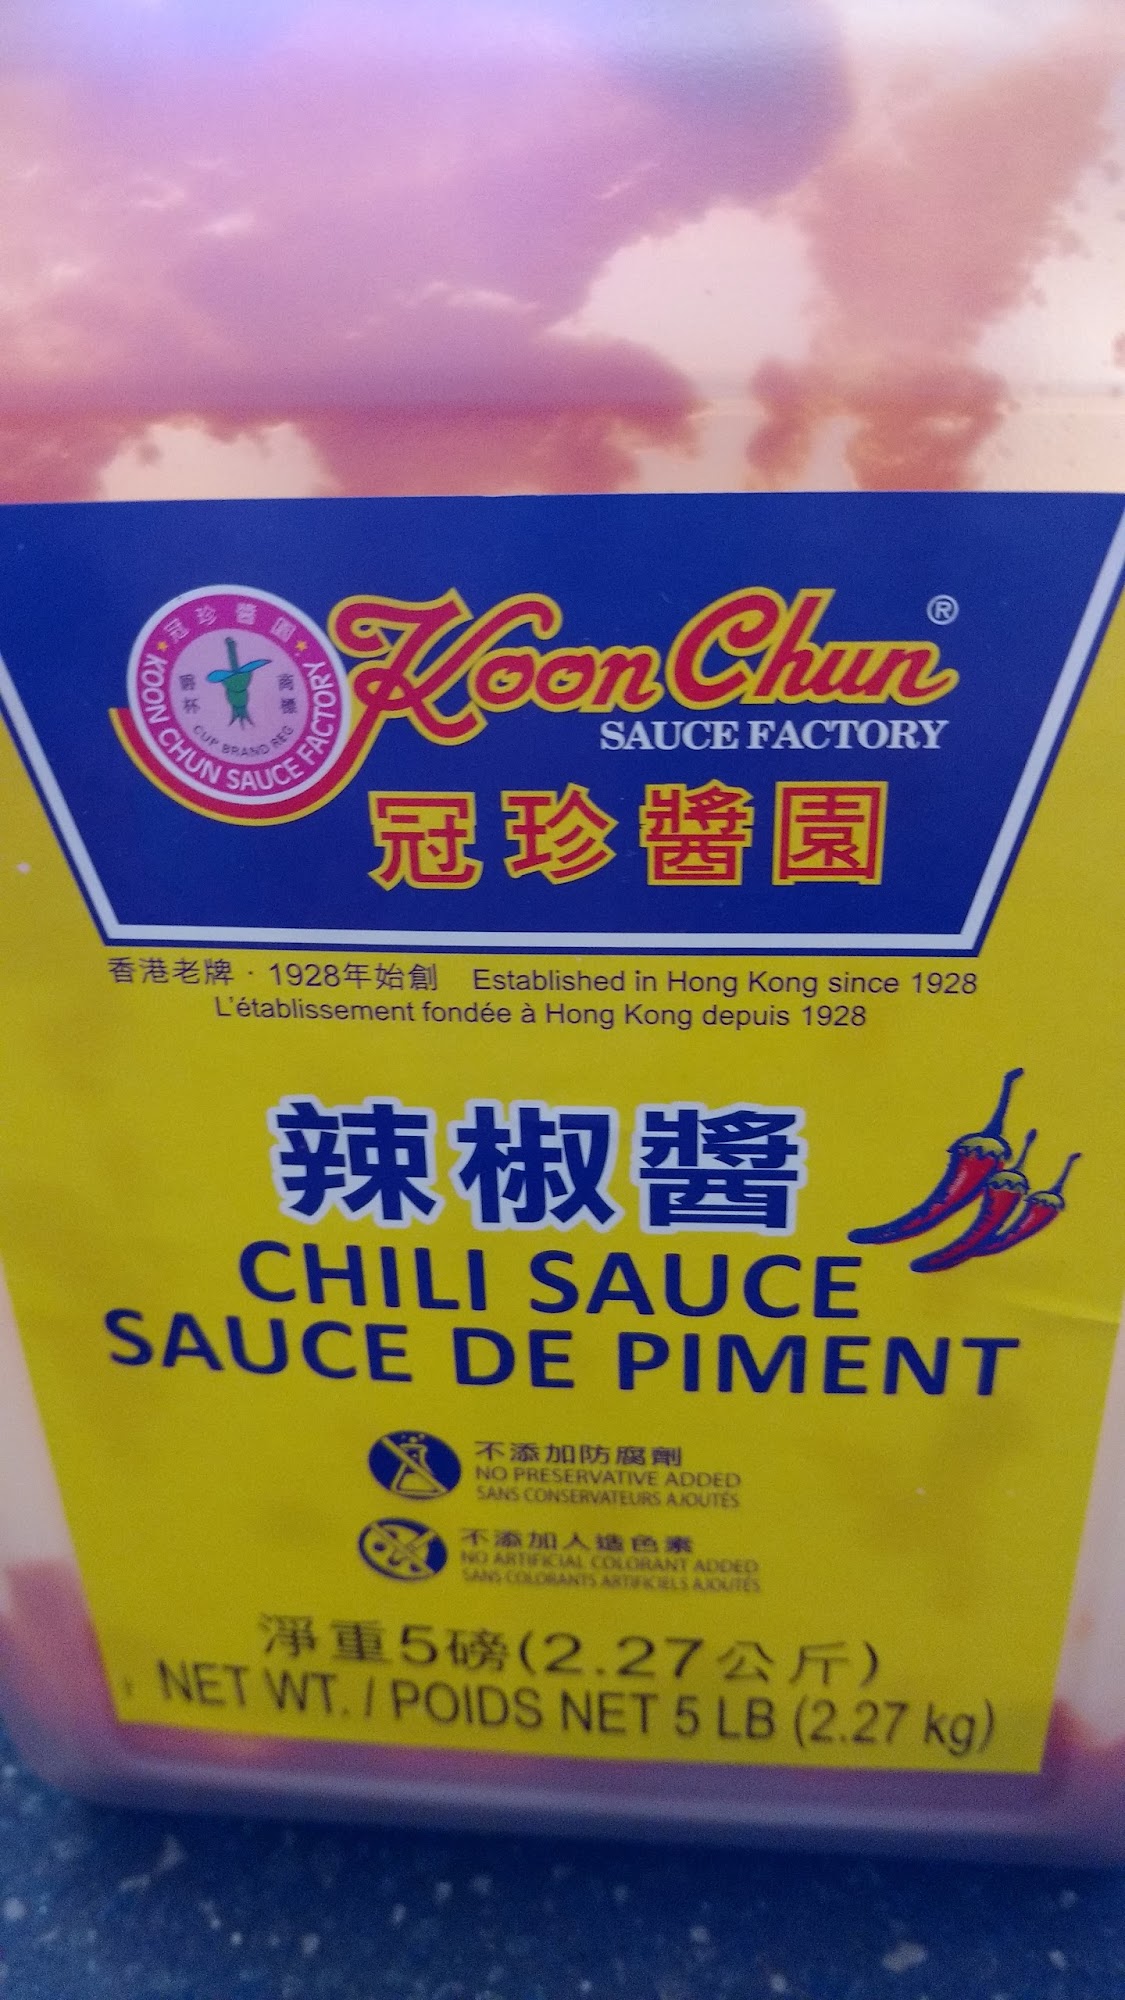 冠珍醬園
KOON CHUN SAUCE FACTORY
爵杯 商標
CUP BRAND REG
Koon Chun®
SAUCE FACTORY
冠珍醬園
香港老牌 · 1928年始創 Established in Hong Kong since 1928
L'établissement fondée à Hong Kong depuis 1928
辣椒醬
CHILI SAUCE
SAUCE DE PIMENT
不添加防腐劑
NO PRESERVATIVE ADDED
SANS CONSERVATEURS AJOUTÉS
不添加人造色素
NO ARTIFICIAL COLORANT ADDED
SANS COLORANTS ARTIFICIELS AJOUTÉS
淨重5磅(2.27公斤)
NET WT. / POIDS NET 5 LB (2.27 kg)